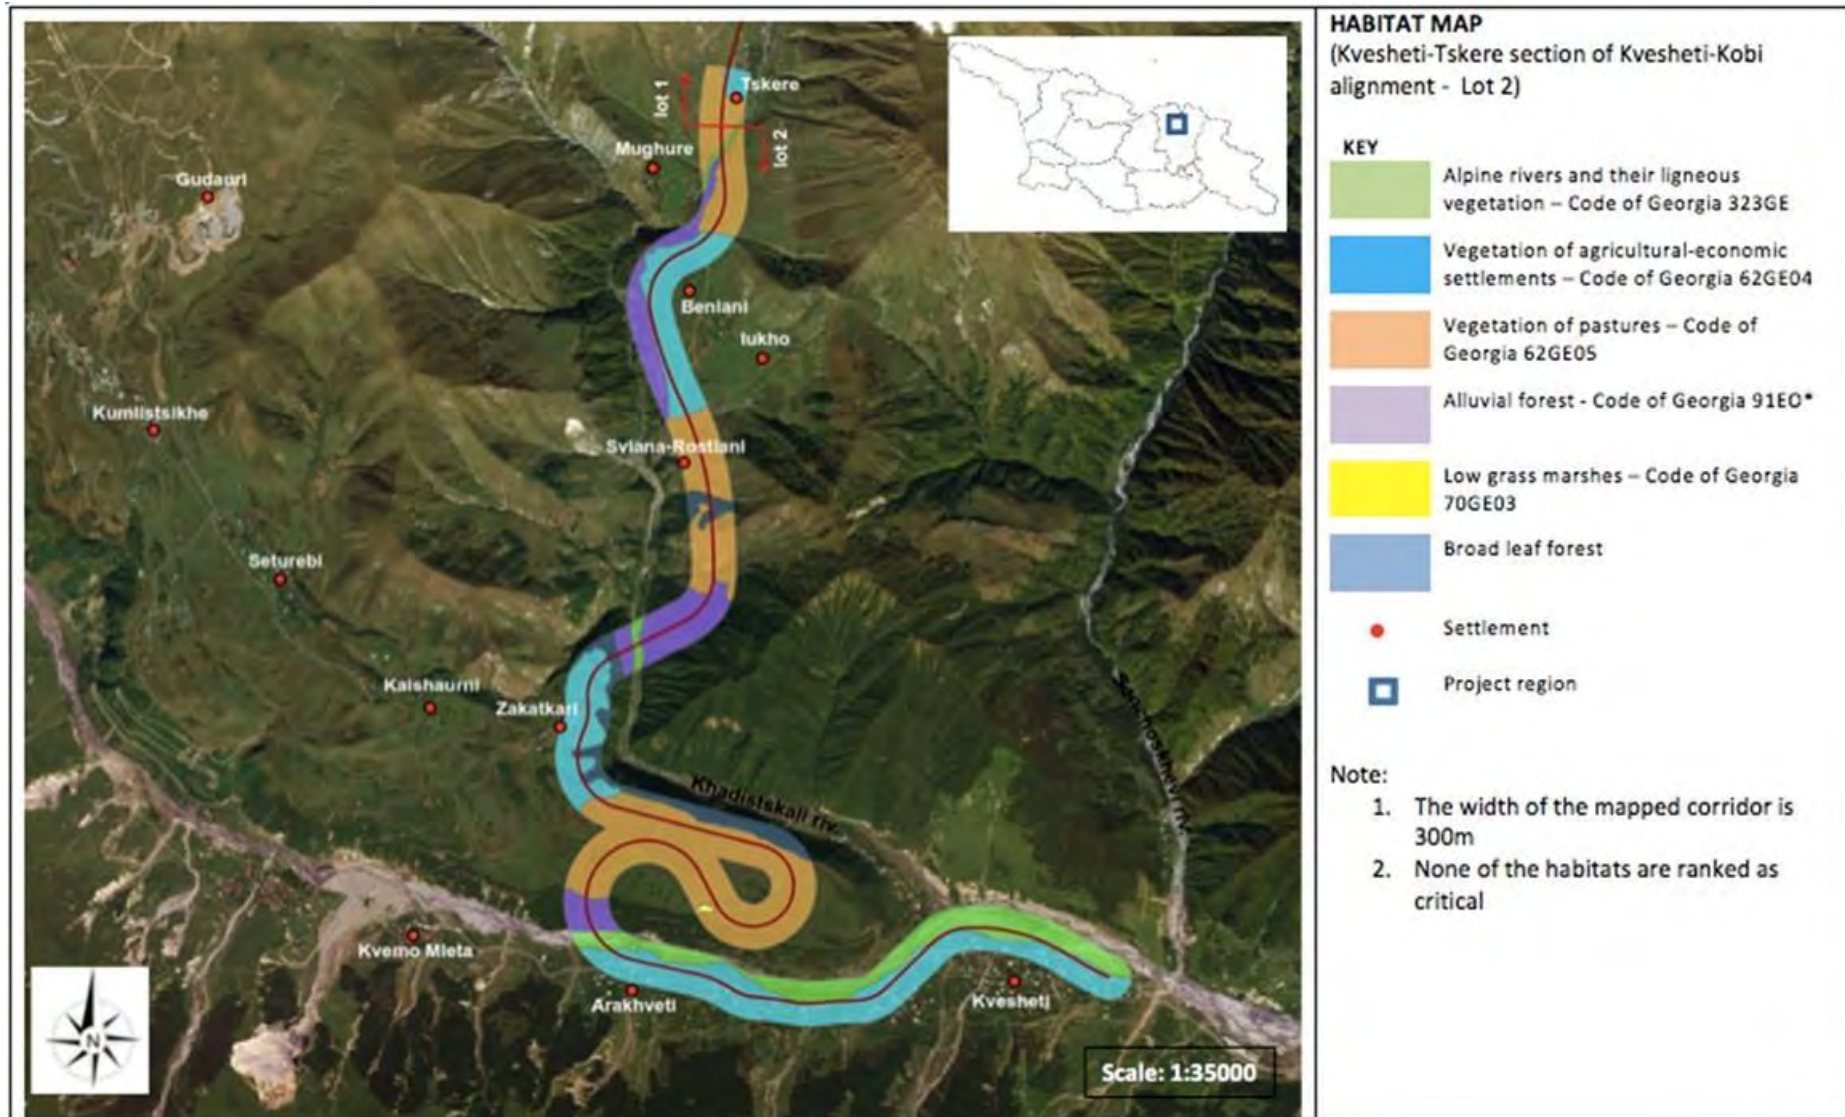 HABITAT MAP
(Kvesheti-Tskere section of Kvesheti-Kobi
alignment - Lot 2)
KEY
Alpine rivers and their ligneous
vegetation – Code of Georgia 323GE
Vegetation of agricultural-economic
settlements – Code of Georgia 62GE04
Vegetation of pastures – Code of
Georgia 62GE05
Alluvial forest - Code of Georgia 91EO*
Low grass marshes – Code of Georgia
70GE03
Broad leaf forest
Settlement
Project region
Note:
1. The width of the mapped corridor is
300m
2. None of the habitats are ranked as
critical
Tskere
lot 1
lot 2
Mughure
Gudauri
Beniani
Iukho
Kumlistsikhe
Sviana-Rostiani
Seturebi
Kaishaurni
Zakatkari
Khadistskali riv.
Kvemo Mleta
Arakhveti
Kvesheti
N
Scale: 1:35000